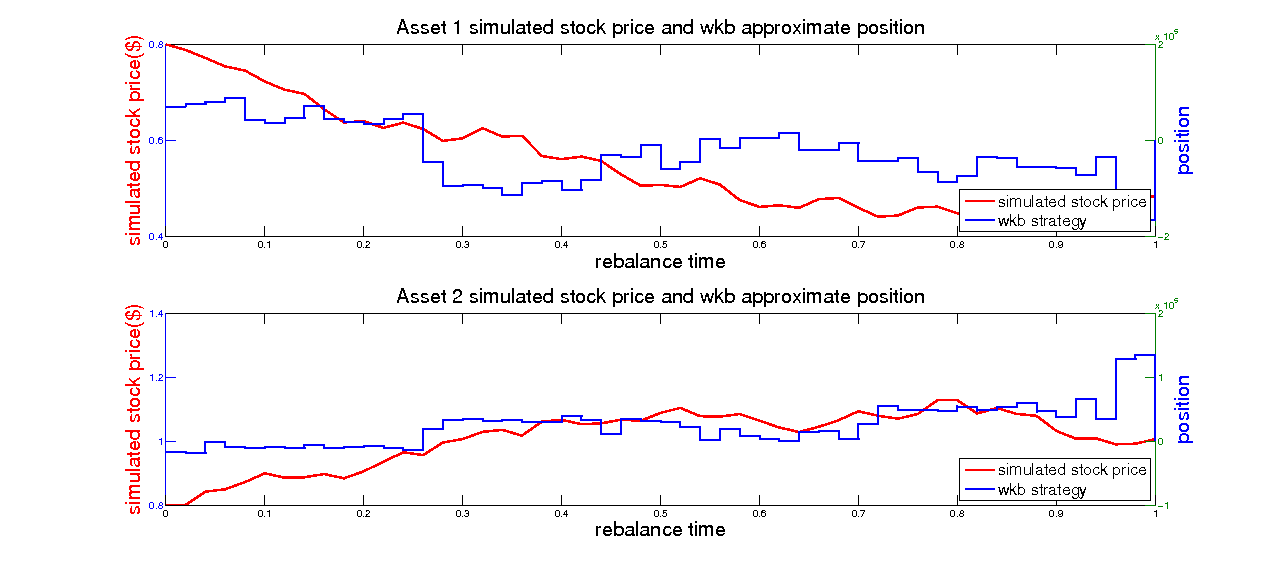 Asset 1 simulated stock price and wkb approximate position
x 10^5
simulated stock price($)
0.8
0.6
0.4
2
0
-2
position
simulated stock price
wkb strategy
0 0.1 0.2 0.3 0.4 0.5 0.6 0.7 0.8 0.9 1
rebalance time
Asset 2 simulated stock price and wkb approximate position
simulated stock price($)
1.4
1.2
1
0.8
2
1
0
-1
position
simulated stock price
wkb strategy
0 0.1 0.2 0.3 0.4 0.5 0.6 0.7 0.8 0.9 1
rebalance time